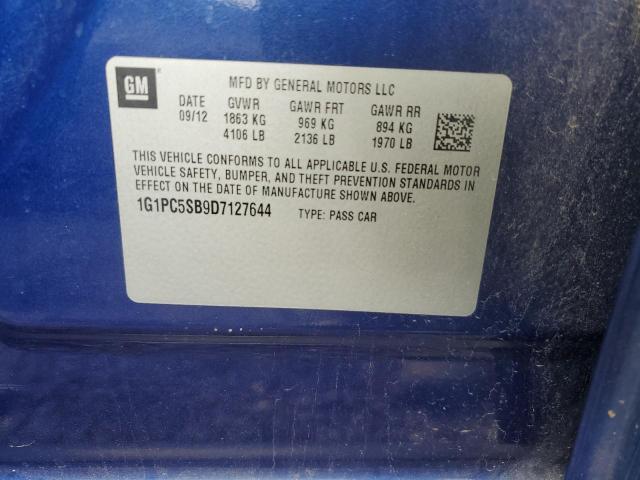 GM
MFD BY GENERAL MOTORS LLC
DATE GVWR GAWR FRT GAWR RR
09/12 1863 KG 969 KG 894 KG
4106 LB 2136 LB 1970 LB
THIS VEHICLE CONFORMS TO ALL APPLICABLE U.S. FEDERAL MOTOR
VEHICLE SAFETY, BUMPER, AND THEFT PREVENTION STANDARDS IN
EFFECT ON THE DATE OF MANUFACTURE SHOWN ABOVE.
1G1PC5SB9D7127644 TYPE: PASS CAR